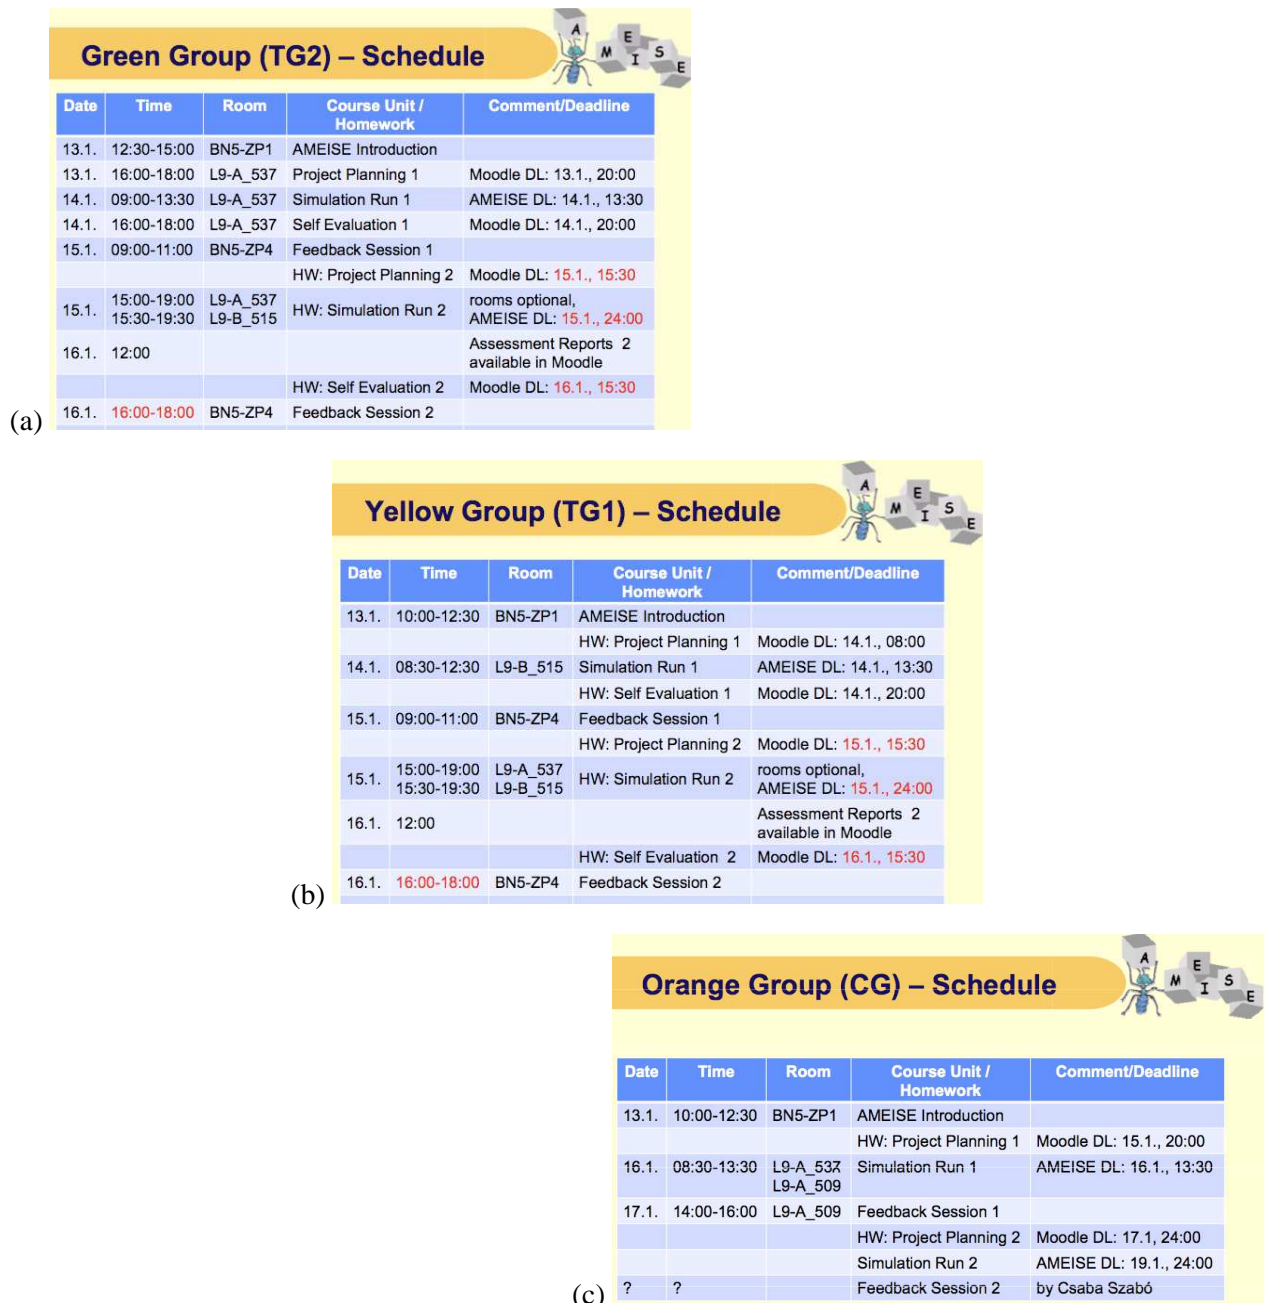 Green Group (TG2) – Schedule
A M E I S E
Date Time Room Course Unit / Homework Comment/Deadline
13.1. 12:30-15:00 BN5-ZP1 AMEISE Introduction
13.1. 16:00-18:00 L9-A_537 Project Planning 1 Moodle DL: 13.1., 20:00
14.1. 09:00-13:30 L9-A_537 Simulation Run 1 AMEISE DL: 14.1., 13:30
14.1. 16:00-18:00 L9-A_537 Self Evaluation 1 Moodle DL: 14.1., 20:00
15.1. 09:00-11:00 BN5-ZP4 Feedback Session 1
HW: Project Planning 2 Moodle DL: 15.1., 15:30
15.1. 15:00-19:00 L9-A_537 HW: Simulation Run 2 rooms optional,
15:30-19:30 L9-B_515 AMEISE DL: 15.1., 24:00
16.1. 12:00 Assessment Reports 2
available in Moodle
HW: Self Evaluation 2 Moodle DL: 16.1., 15:30
16.1. 16:00-18:00 BN5-ZP4 Feedback Session 2
(a)
Yellow Group (TG1) – Schedule
A M E I S E
Date Time Room Course Unit / Homework Comment/Deadline
13.1. 10:00-12:30 BN5-ZP1 AMEISE Introduction
HW: Project Planning 1 Moodle DL: 14.1., 08:00
14.1. 08:30-12:30 L9-B_515 Simulation Run 1 AMEISE DL: 14.1., 13:30
HW: Self Evaluation 1 Moodle DL: 14.1., 20:00
15.1. 09:00-11:00 BN5-ZP4 Feedback Session 1
HW: Project Planning 2 Moodle DL: 15.1., 15:30
15.1. 15:00-19:00 L9-A_537 HW: Simulation Run 2 rooms optional,
15:30-19:30 L9-B_515 AMEISE DL: 15.1., 24:00
16.1. 12:00 Assessment Reports 2
available in Moodle
HW: Self Evaluation 2 Moodle DL: 16.1., 15:30
16.1. 16:00-18:00 BN5-ZP4 Feedback Session 2
(b)
Orange Group (CG) – Schedule
A M E I S E
Date Time Room Course Unit / Homework Comment/Deadline
13.1. 10:00-12:30 BN5-ZP1 AMEISE Introduction
HW: Project Planning 1 Moodle DL: 15.1., 20:00
16.1. 08:30-13:30 L9-A_537 Simulation Run 1 AMEISE DL: 16.1., 13:30
L9-A_509
17.1. 14:00-16:00 L9-A_509 Feedback Session 1
HW: Project Planning 2 Moodle DL: 17.1, 24:00
Simulation Run 2 AMEISE DL: 19.1., 24:00
? ? Feedback Session 2 by Csaba Szabó
(c)